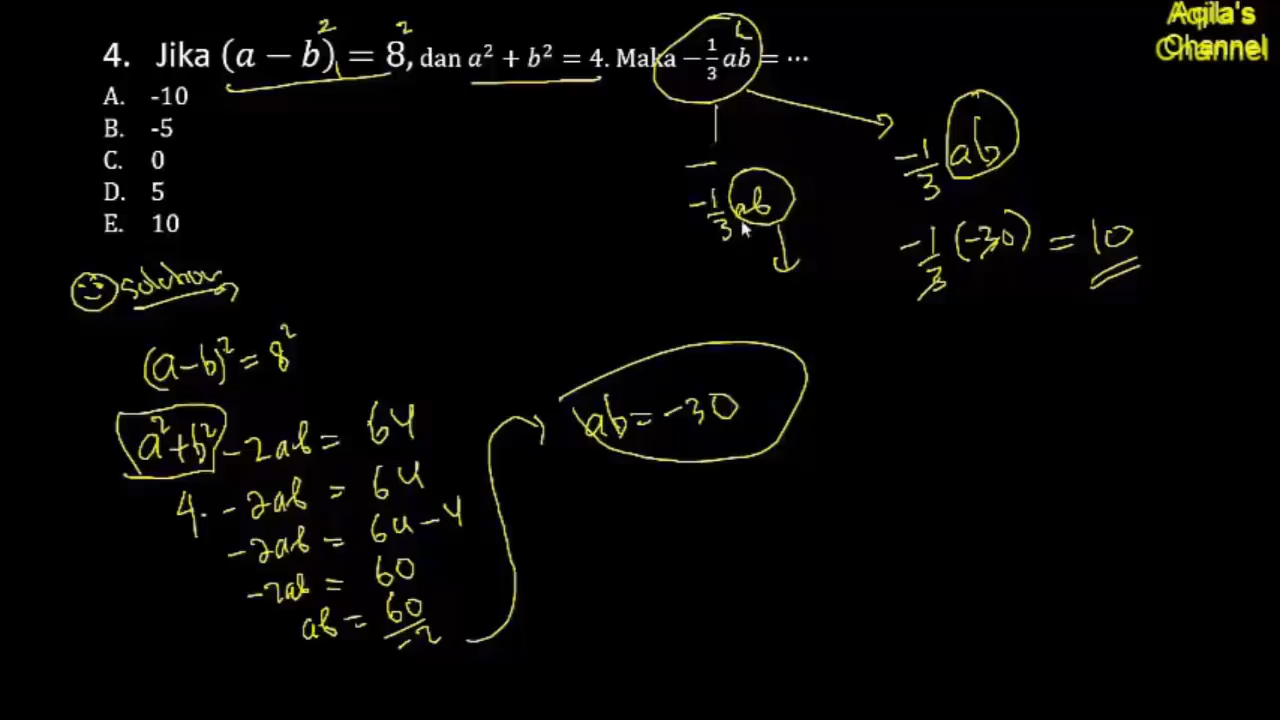 Aqila's
Channel
4. Jika (a − b)² = 8², dan a² + b² = 4. Maka −1/3 ab = ⋯
A. -10
B. -5
C. 0
D. 5
E. 10
−1/3 ab
−1/3 ab
−1/3 (−30) = 10
solution
(a−b)² = 8²
a²+b² −2ab = 64
4. −2ab = 64
−2ab = 64−4
−2ab = 60
ab = 60/−2
ab = −30